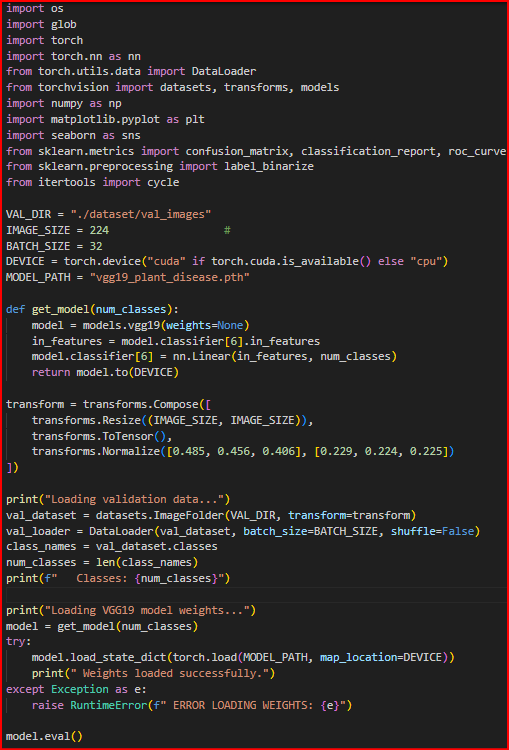 import os
import glob
import torch
import torch.nn as nn
from torch.utils.data import DataLoader
from torchvision import datasets, transforms, models
import numpy as np
import matplotlib.pyplot as plt
import seaborn as sns
from sklearn.metrics import confusion_matrix, classification_report, roc_curve
from sklearn.preprocessing import label_binarize
from itertools import cycle

VAL_DIR = "./dataset/val_images"
IMAGE_SIZE = 224                #
BATCH_SIZE = 32
DEVICE = torch.device("cuda" if torch.cuda.is_available() else "cpu")
MODEL_PATH = "vgg19_plant_disease.pth"

def get_model(num_classes):
    model = models.vgg19(weights=None)
    in_features = model.classifier[6].in_features
    model.classifier[6] = nn.Linear(in_features, num_classes)
    return model.to(DEVICE)

transform = transforms.Compose([
    transforms.Resize((IMAGE_SIZE, IMAGE_SIZE)),
    transforms.ToTensor(),
    transforms.Normalize([0.485, 0.456, 0.406], [0.229, 0.224, 0.225])
])

print("Loading validation data...")
val_dataset = datasets.ImageFolder(VAL_DIR, transform=transform)
val_loader = DataLoader(val_dataset, batch_size=BATCH_SIZE, shuffle=False)
class_names = val_dataset.classes
num_classes = len(class_names)
print(f"   Classes: {num_classes}")

print("Loading VGG19 model weights...")
model = get_model(num_classes)
try:
    model.load_state_dict(torch.load(MODEL_PATH, map_location=DEVICE))
    print(" Weights loaded successfully.")
except Exception as e:
    raise RuntimeError(f" ERROR LOADING WEIGHTS: {e}")

model.eval()